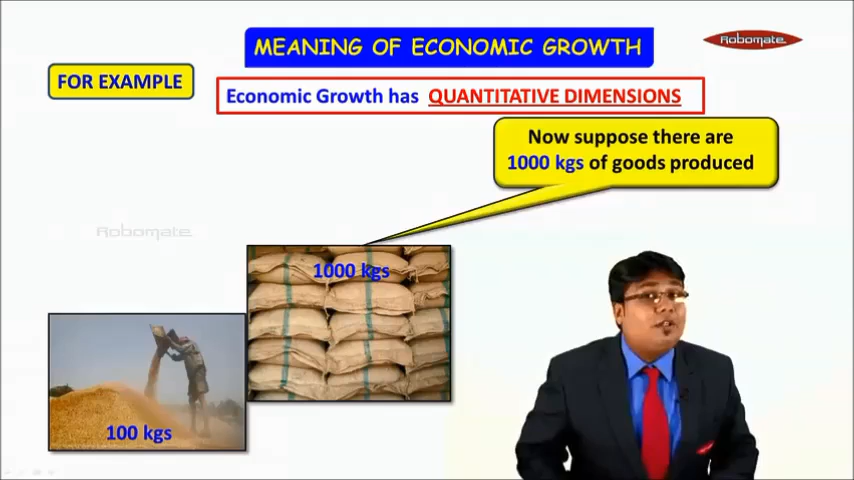 MEANING OF ECONOMIC GROWTH
Robomate
FOR EXAMPLE
Economic Growth has QUANTITATIVE DIMENSIONS
Now suppose there are
1000 kgs of goods produced
Robomate
1000 kgs
100 kgs